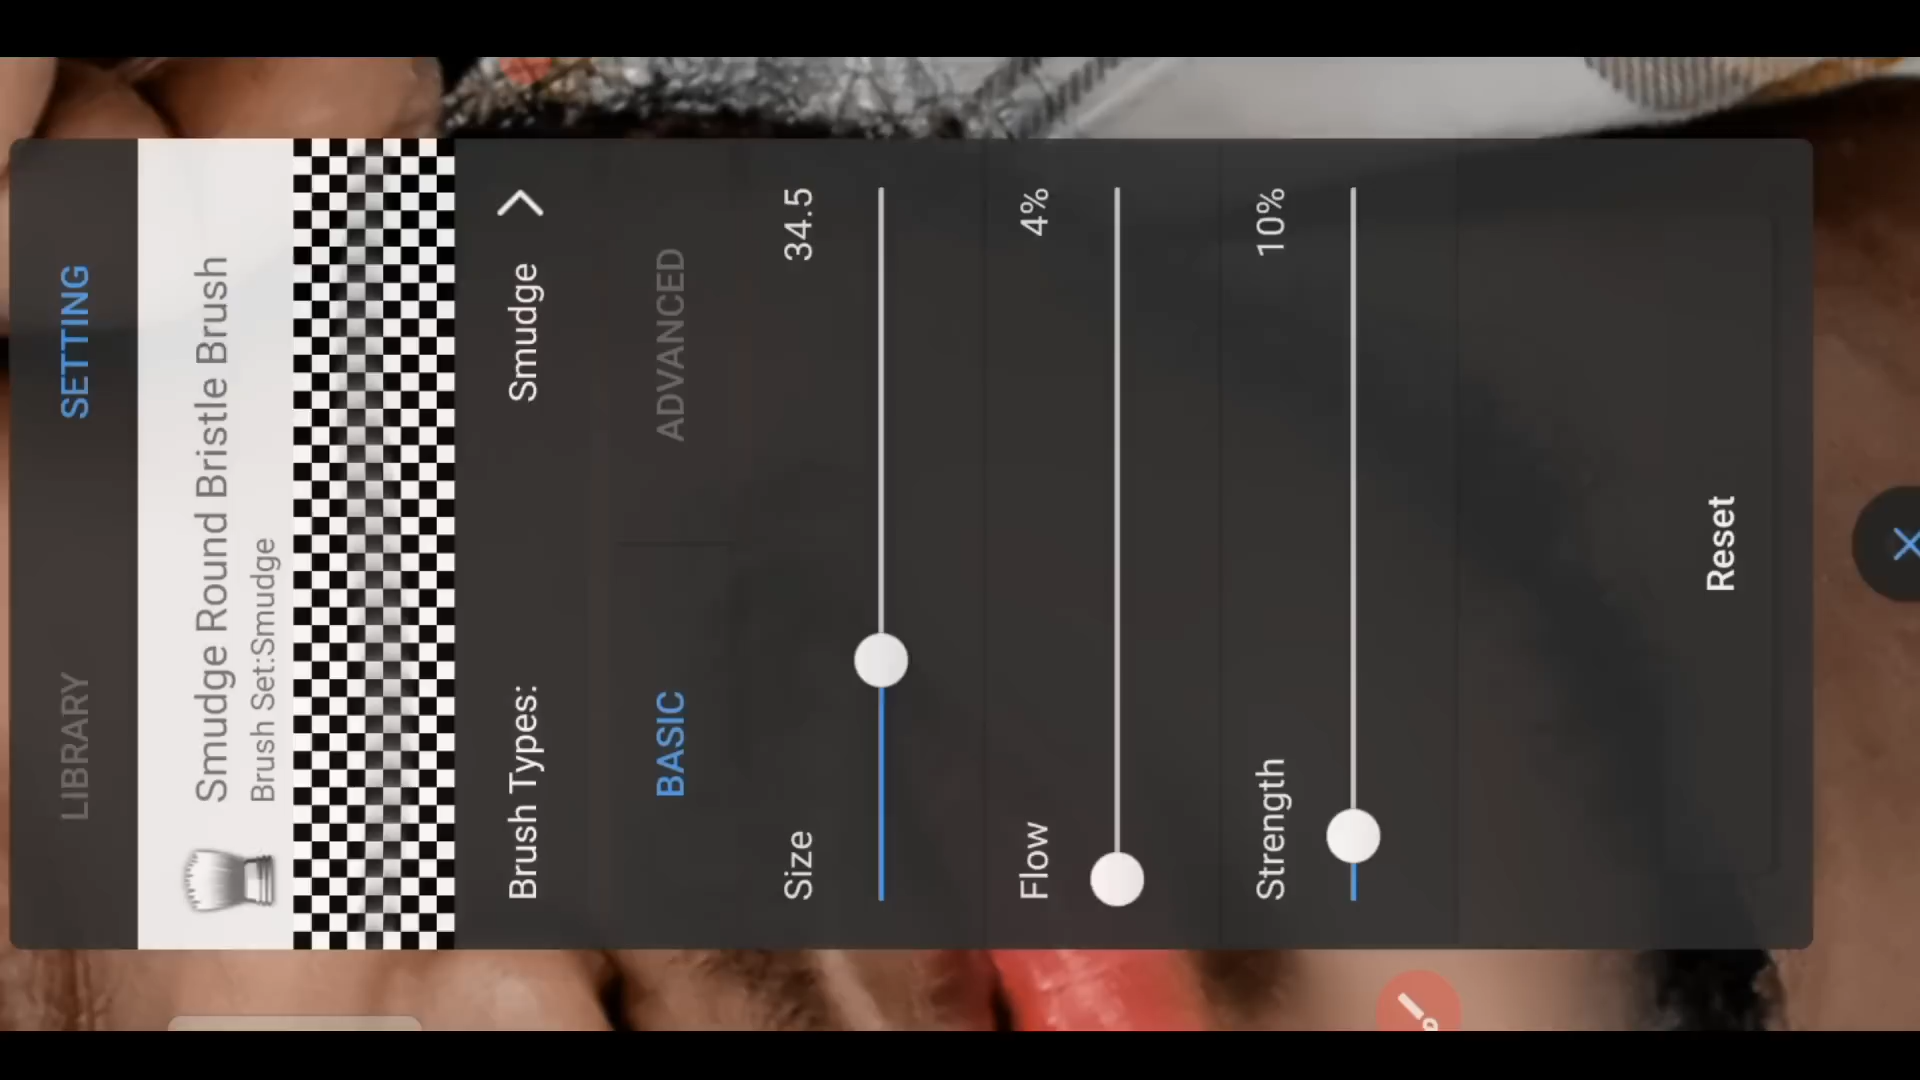 LIBRARY SETTING
Smudge Round Bristle Brush
Brush Set:Smudge
Brush Types: Smudge
BASIC ADVANCED
Size 34.5
Flow 4%
Strength 10%
Reset